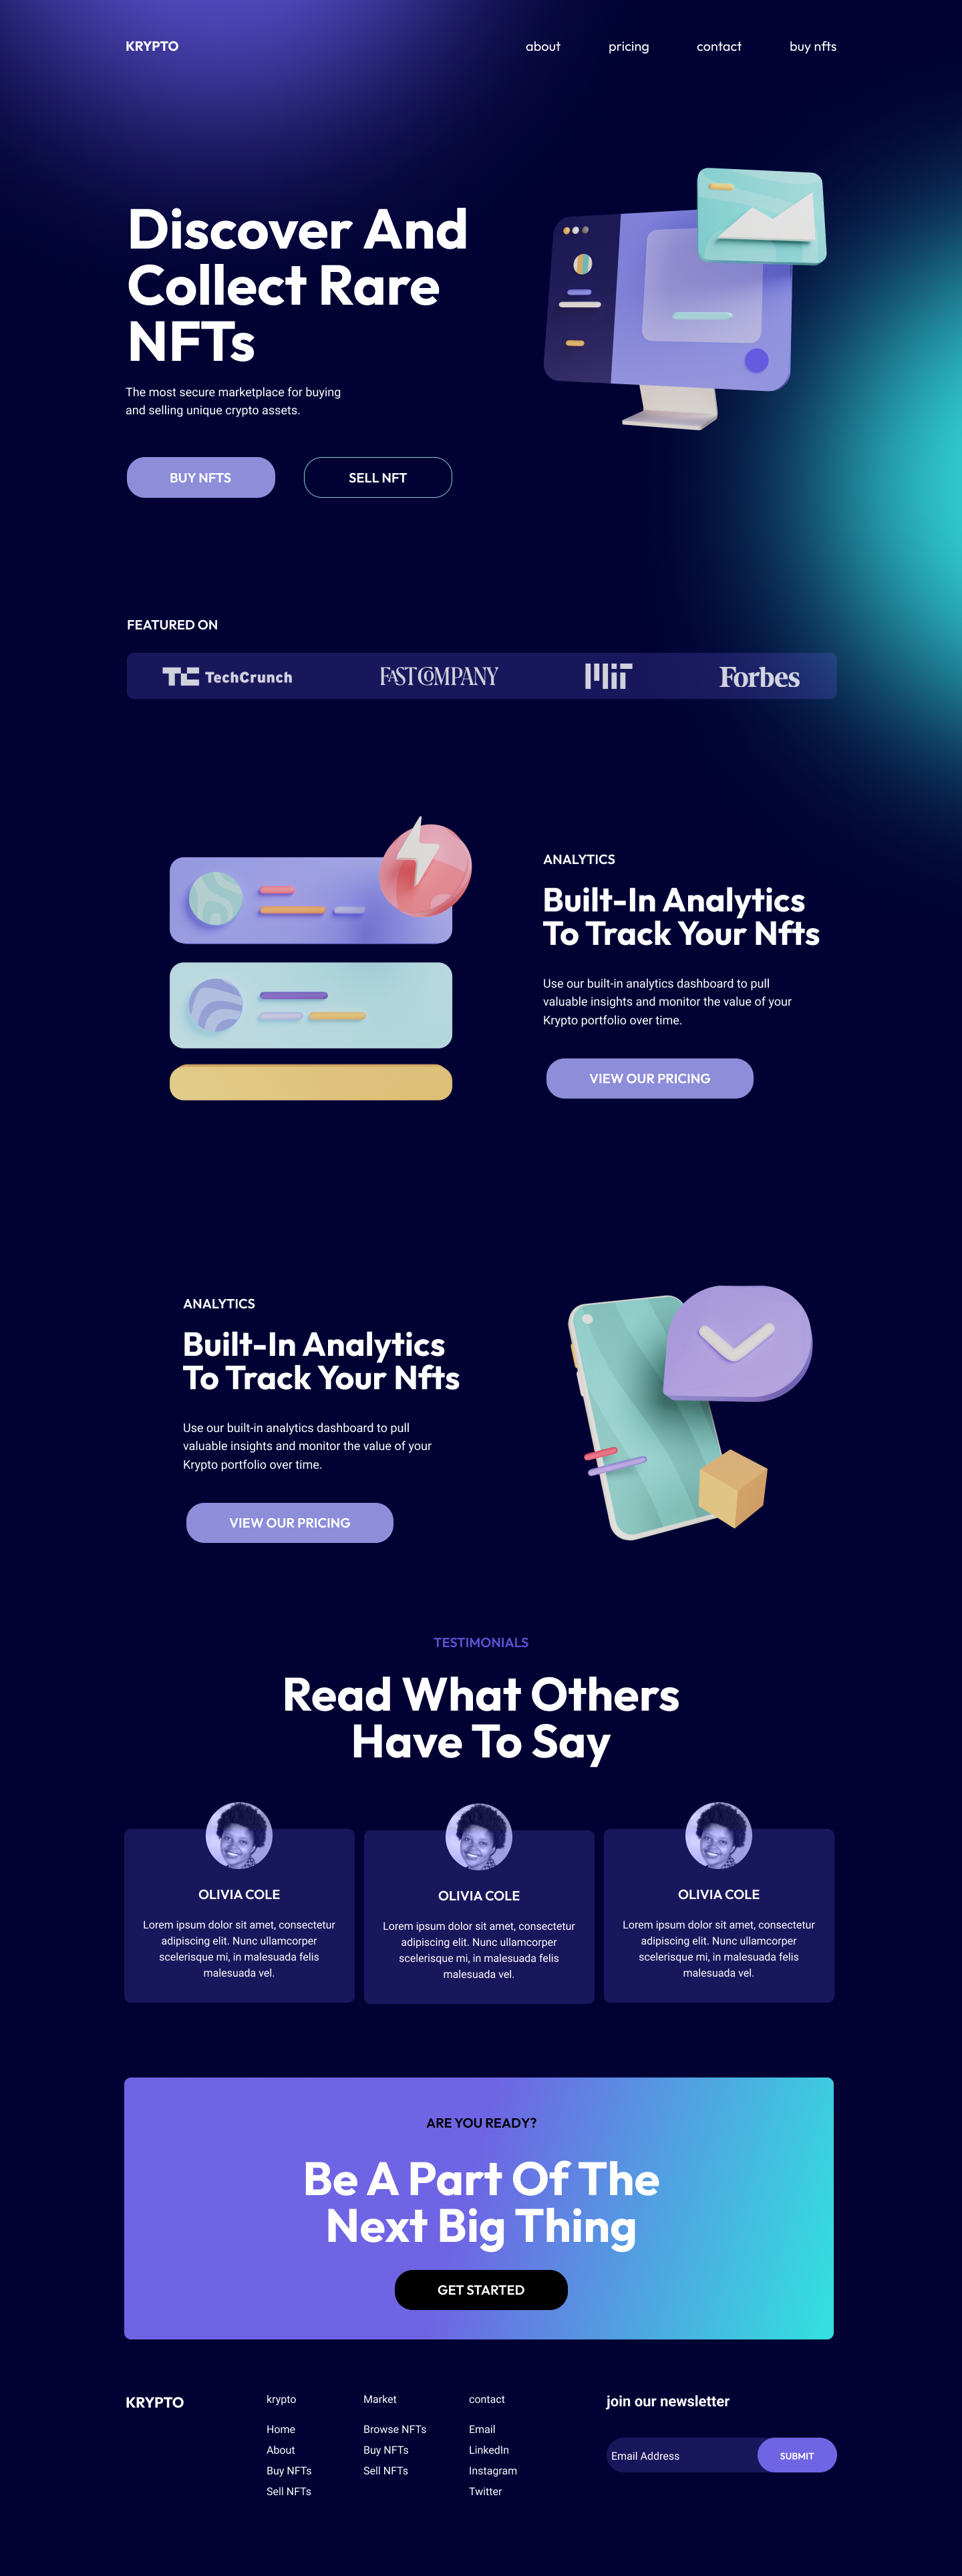 KRYPTO
about
pricing
contact
buy nfts
Discover And
Collect Rare
NFTs
The most secure marketplace for buying
and selling unique crypto assets.
BUY NFTS
SELL NFT
FEATURED ON
TC TechCrunch
FAST COMPANY
MiT
Forbes
ANALYTICS
Built-In Analytics
To Track Your Nfts
Use our built-in analytics dashboard to pull
valuable insights and monitor the value of your
Krypto portfolio over time.
VIEW OUR PRICING
ANALYTICS
Built-In Analytics
To Track Your Nfts
Use our built-in analytics dashboard to pull
valuable insights and monitor the value of your
Krypto portfolio over time.
VIEW OUR PRICING
TESTIMONIALS
Read What Others
Have To Say
OLIVIA COLE
Lorem ipsum dolor sit amet, consectetur
adipiscing elit. Nunc ullamcorper
scelerisque mi, in malesuada felis
malesuada vel.
OLIVIA COLE
Lorem ipsum dolor sit amet, consectetur
adipiscing elit. Nunc ullamcorper
scelerisque mi, in malesuada felis
malesuada vel.
OLIVIA COLE
Lorem ipsum dolor sit amet, consectetur
adipiscing elit. Nunc ullamcorper
scelerisque mi, in malesuada felis
malesuada vel.
ARE YOU READY?
Be A Part Of The
Next Big Thing
GET STARTED
KRYPTO
krypto
Home
About
Buy NFTs
Sell NFTs
Market
Browse NFTs
Buy NFTs
Sell NFTs
contact
Email
LinkedIn
Instagram
Twitter
join our newsletter
Email Address
SUBMIT